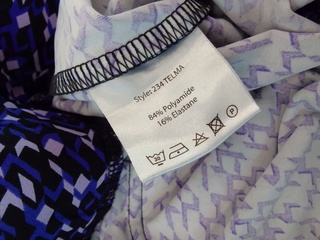 Style: 234 TELMA
84% Polyamide
16% Elastane